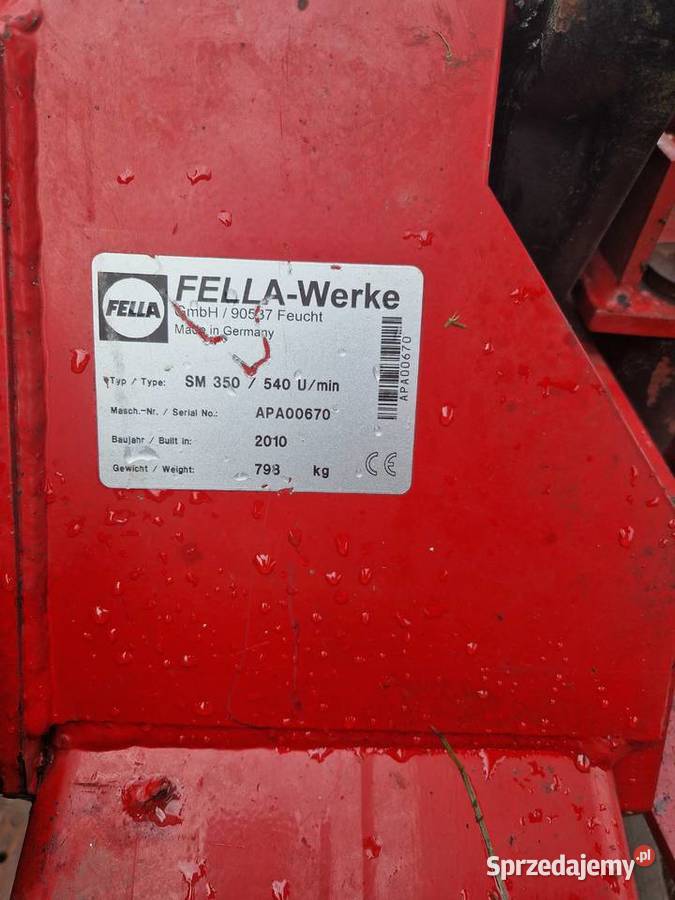 FELLA
FELLA-Werke
GmbH / 90537 Feucht
Made in Germany
Typ / Type: SM 350 / 540 U/min
Masch.-Nr. / Serial No.: APA00670
Baujahr / Built in: 2010
Gewicht / Weight: 798 kg
CE
APA00670
Sprzedajemy.pl